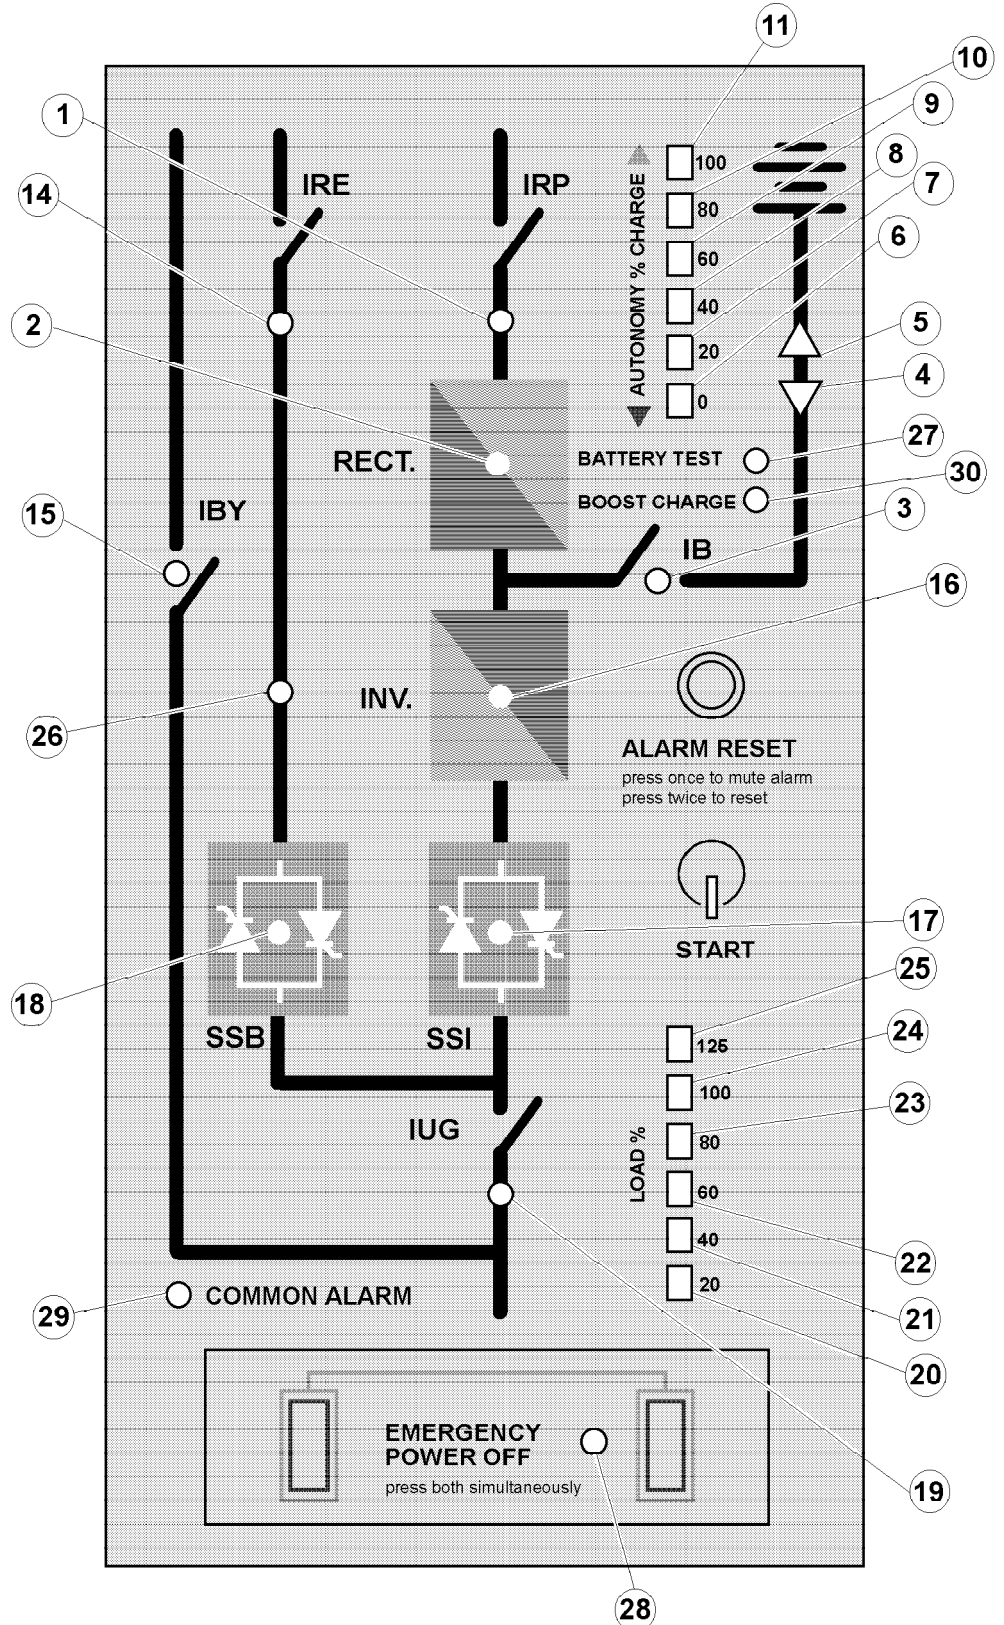 11
10
1
9
100
8
IRE
IRP
7
14
80
6
60
AUTONOMY % CHARGE
40
2
5
20
4
0
27
RECT.
BATTERY TEST
30
IBY
BOOST CHARGE
3
15
IB
16
INV.
26
ALARM RESET
press once to mute alarm
press twice to reset
17
START
25
18
SSB
SSI
125
24
100
23
IUG
80
LOAD %
60
22
40
20
29
COMMON ALARM
21
20
EMERGENCY
POWER OFF
press both simultaneously
19
28